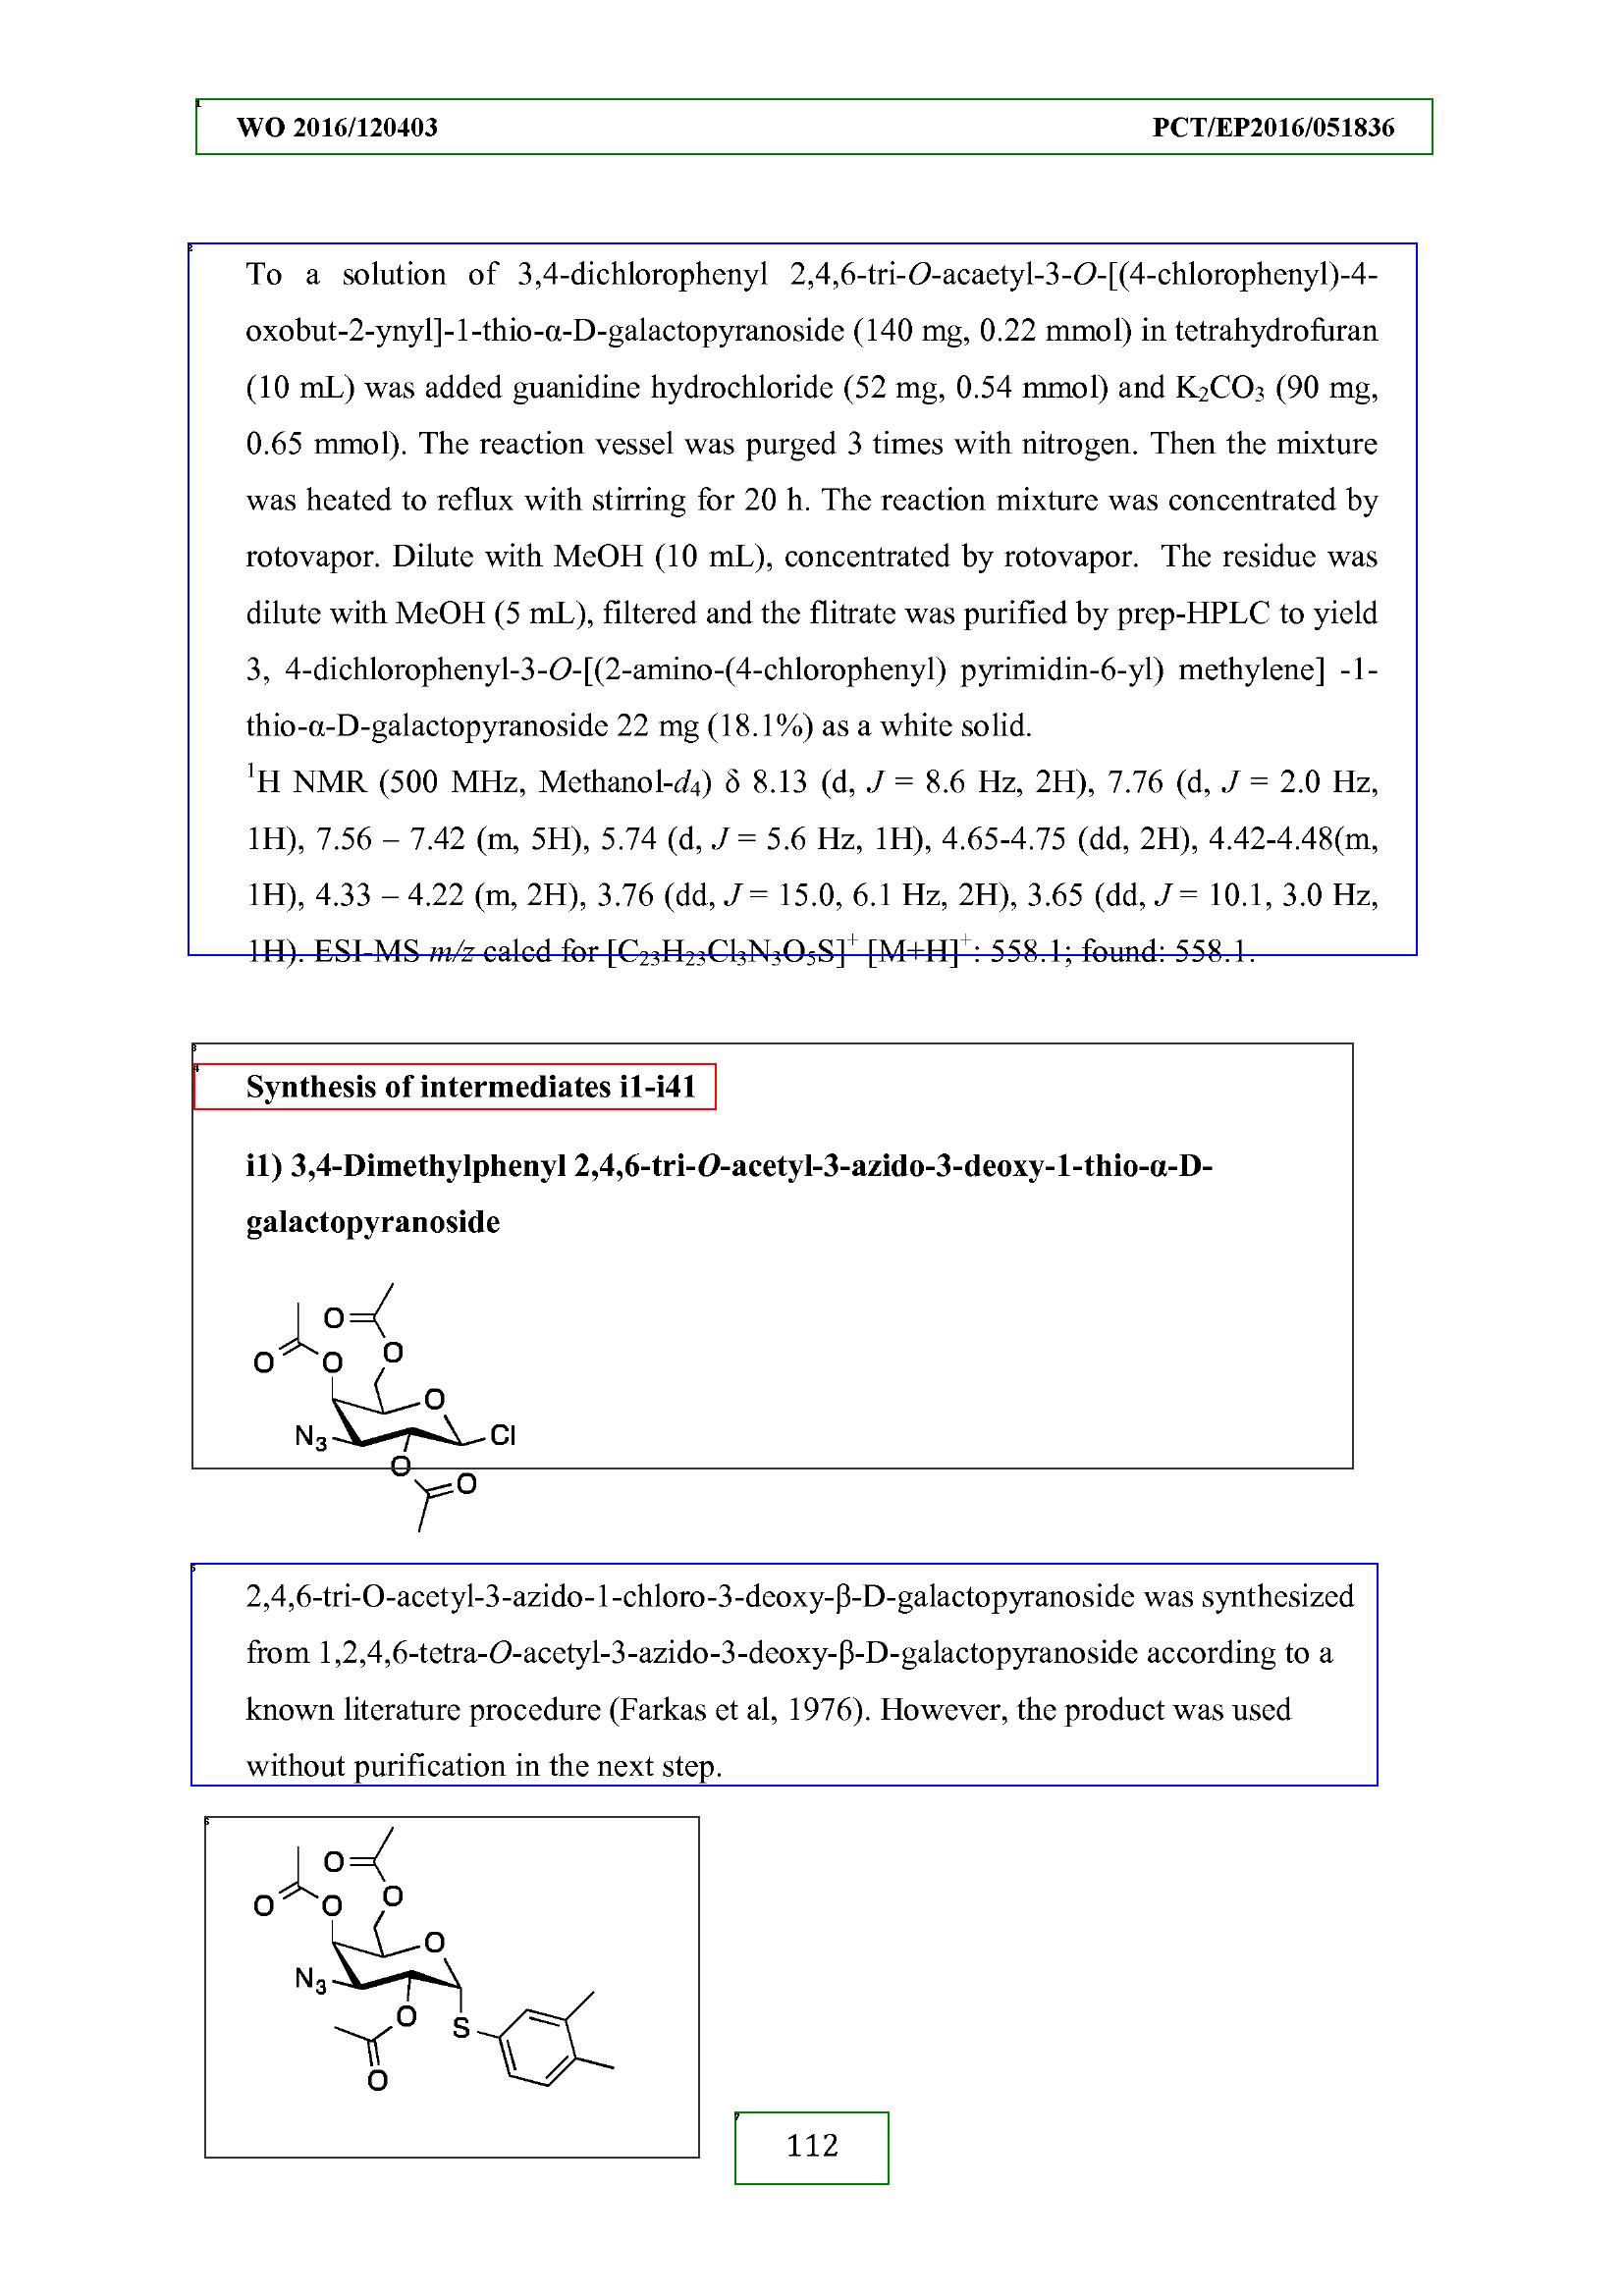 WO 2016/120403 PCT/EP2016/051836
To a solution of 3,4-dichlorophenyl 2,4,6-tri-O-acaetyl-3-O-[(4-chlorophenyl)-4-
oxobut-2-ynyl]-1-thio-α-D-galactopyranoside (140 mg, 0.22 mmol) in tetrahydrofuran
(10 mL) was added guanidine hydrochloride (52 mg, 0.54 mmol) and K₂CO₃ (90 mg,
0.65 mmol). The reaction vessel was purged 3 times with nitrogen. Then the mixture
was heated to reflux with stirring for 20 h. The reaction mixture was concentrated by
rotovapor. Dilute with MeOH (10 mL), concentrated by rotovapor. The residue was
dilute with MeOH (5 mL), filtered and the flitrate was purified by prep-HPLC to yield
3, 4-dichlorophenyl-3-O-[(2-amino-(4-chlorophenyl) pyrimidin-6-yl) methylene] -1-
thio-α-D-galactopyranoside 22 mg (18.1%) as a white solid.
¹H NMR (500 MHz, Methanol-d₄) δ 8.13 (d, J = 8.6 Hz, 2H), 7.76 (d, J = 2.0 Hz,
1H), 7.56 – 7.42 (m, 5H), 5.74 (d, J = 5.6 Hz, 1H), 4.65-4.75 (dd, 2H), 4.42-4.48(m,
1H), 4.33 – 4.22 (m, 2H), 3.76 (dd, J = 15.0, 6.1 Hz, 2H), 3.65 (dd, J = 10.1, 3.0 Hz,
1H). ESI-MS m/z calcd for [C₂₃H₂₃Cl₃N₃O₅S]⁺ [M+H]⁺: 558.1; found: 558.1.
Synthesis of intermediates i1-i41
i1) 3,4-Dimethylphenyl 2,4,6-tri-O-acetyl-3-azido-3-deoxy-1-thio-α-D-
galactopyranoside
O
O
O O
O
N₃ Cl
O
O
2,4,6-tri-O-acetyl-3-azido-1-chloro-3-deoxy-β-D-galactopyranoside was synthesized
from 1,2,4,6-tetra-O-acetyl-3-azido-3-deoxy-β-D-galactopyranoside according to a
known literature procedure (Farkas et al, 1976). However, the product was used
without purification in the next step.
O
O
O O
O
N₃
O S
O
112